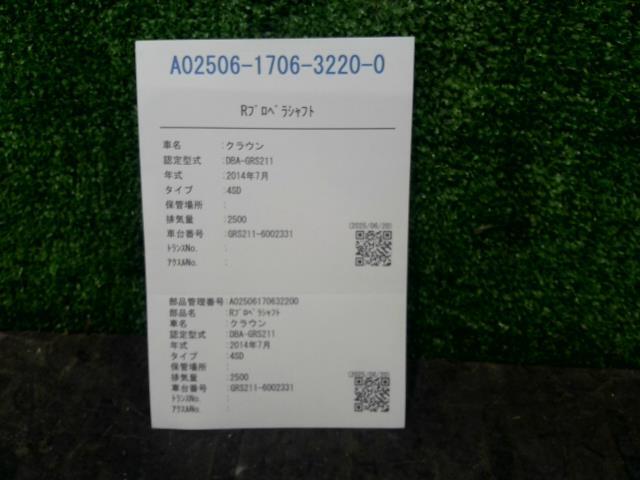 A02506-1706-3220-0
Rﾌﾟﾛﾍﾟﾗｼｬﾌﾄ
車名 :クラウン
認定型式 :DBA-GRS211
年式 :2014年7月
タイプ :4SD
保管場所 :
排気量 :2500
(2025/06/20)
車台番号 :GRS211-6002331
ﾄﾗﾝｽNo. :
ｱｸｽﾙNo. :
部品管理番号:A02506170632200
部品名 :Rﾌﾟﾛﾍﾟﾗｼｬﾌﾄ
車名 :クラウン
認定型式 :DBA-GRS211
年式 :2014年7月
タイプ :4SD
保管場所 :
排気量 :2500
(2025/06/20)
車台番号 :GRS211-6002331
ﾄﾗﾝｽNo. :
ｱｸｽﾙNo. :